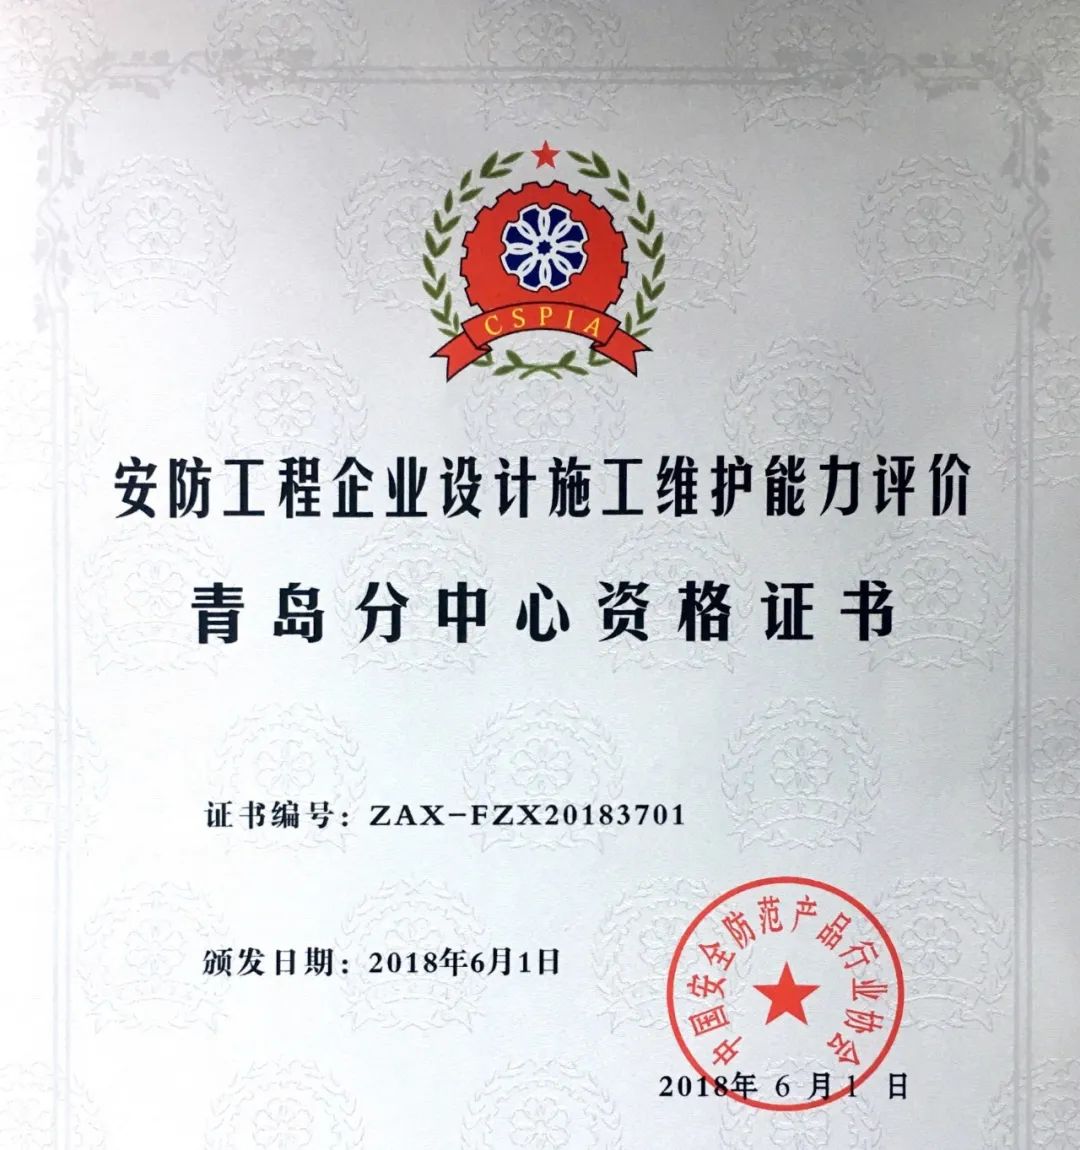 CSPIA
安防工程企业设计施工维护能力评价
青岛分中心资格证书
证书编号：ZAX-FZX20183701
颁发日期：2018年6月1日
中国安全防范产品行业协会
2018年 6 月 1 日